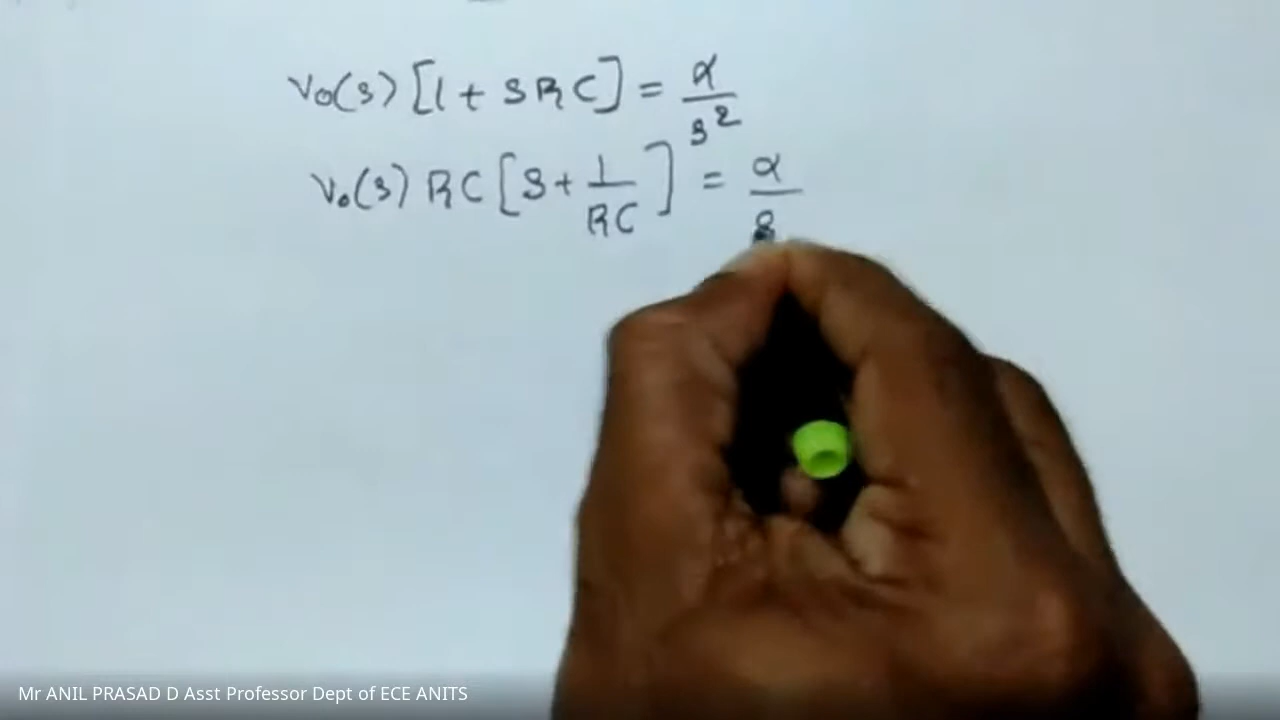 V₀(s) [1 + SRC] = α/s²
V₀(s) RC [S + 1/RC] = α/s
Mr ANIL PRASAD D Asst Professor Dept of ECE ANITS